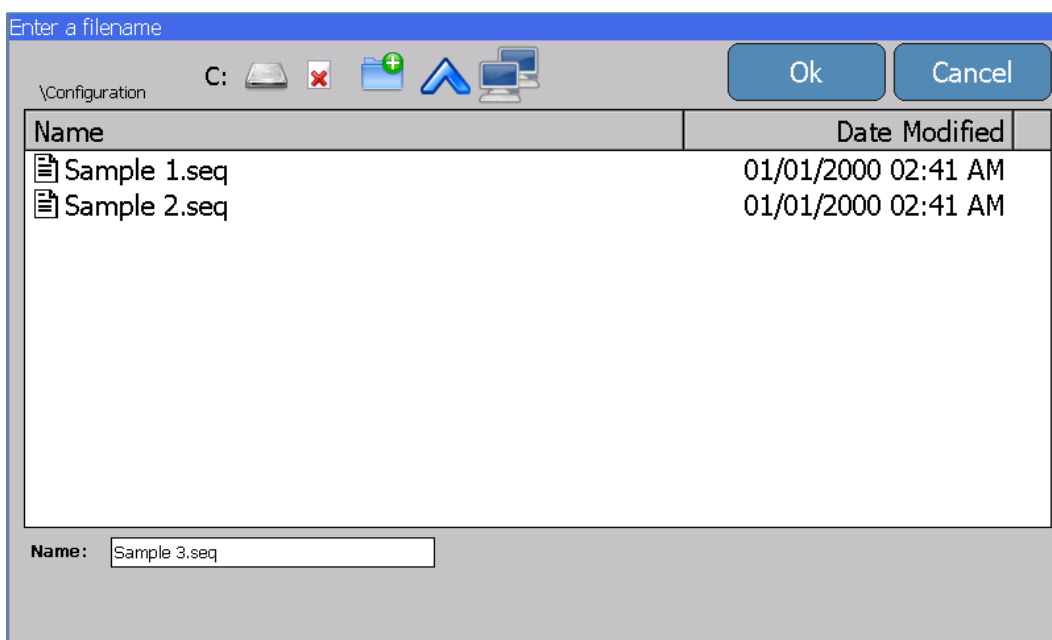 Enter a filename
\Configuration C: Ok Cancel
Name Date Modified
Sample 1.seq 01/01/2000 02:41 AM
Sample 2.seq 01/01/2000 02:41 AM
Name: Sample 3.seq